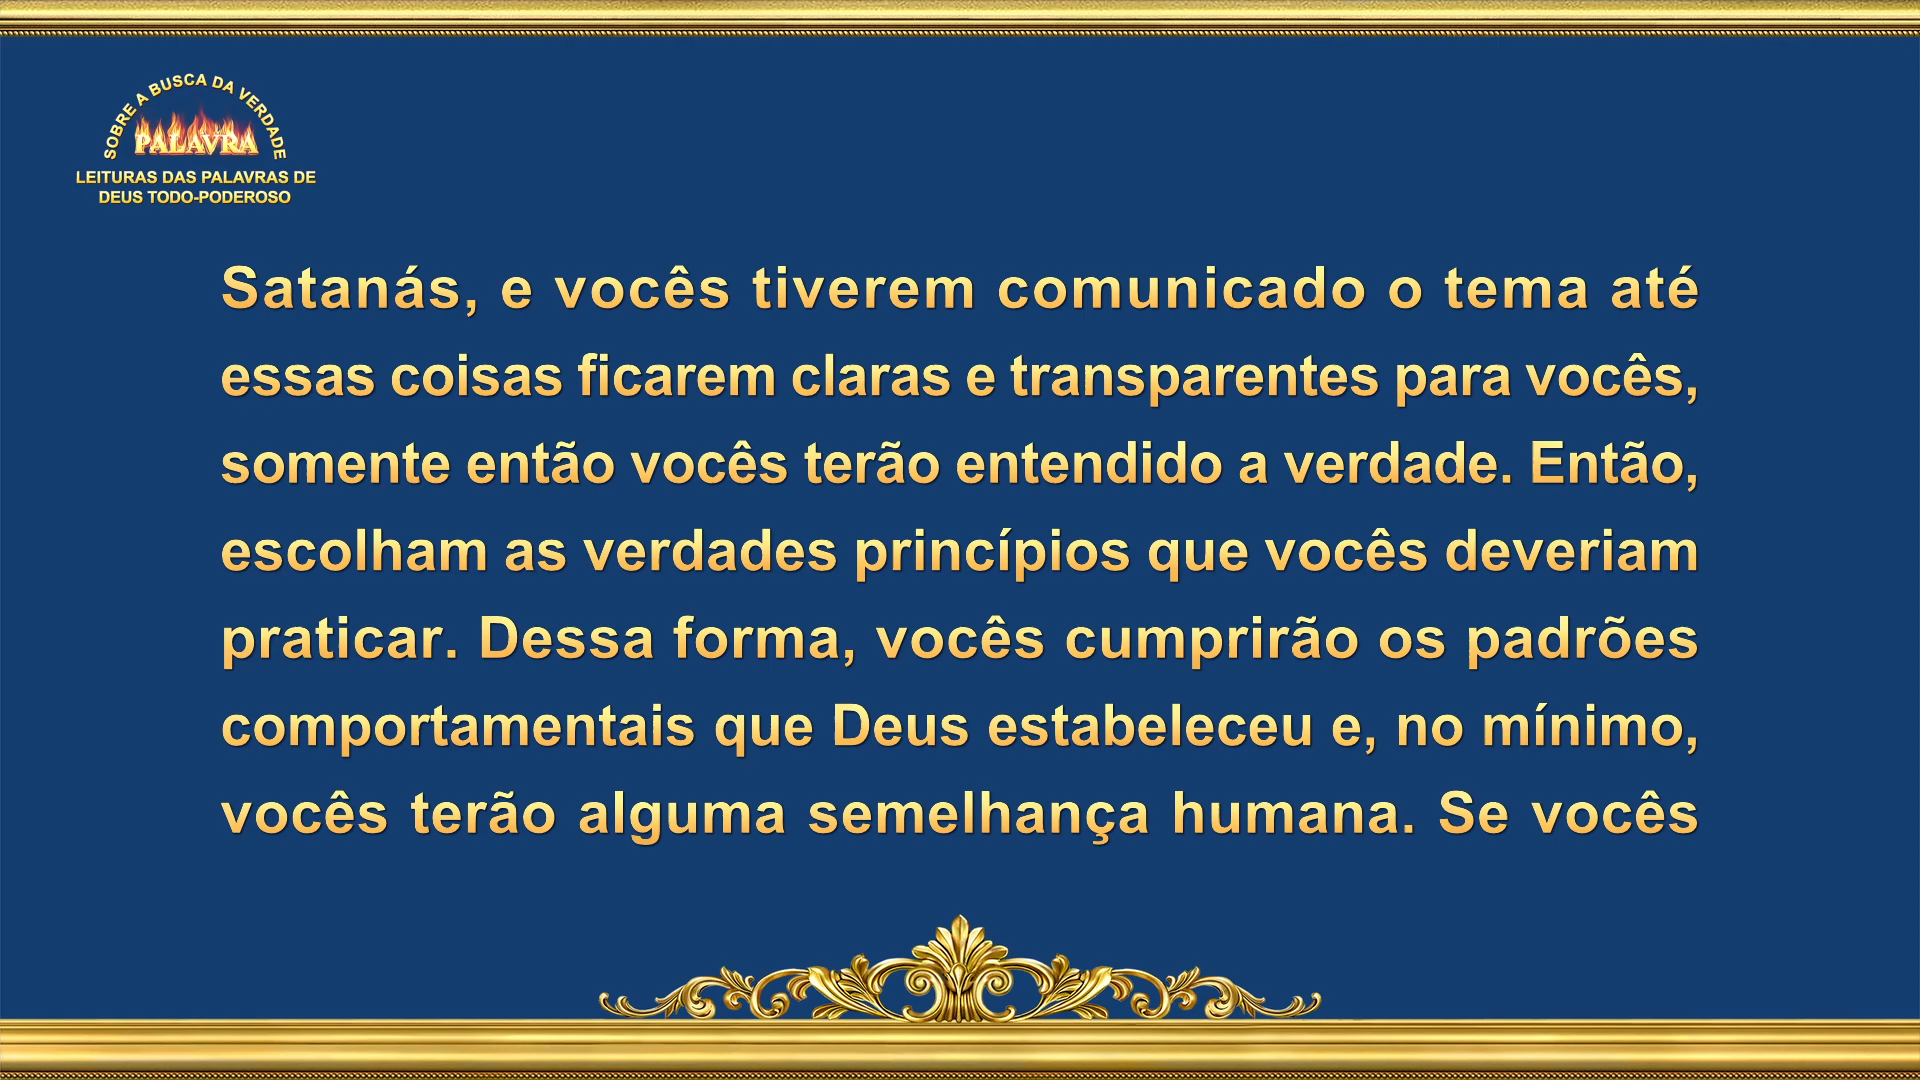 SOBRE A BUSCA DA VERDADE
PALAVRA
LEITURAS DAS PALAVRAS DE
DEUS TODO-PODEROSO
Satanás, e vocês tiverem comunicado o tema até
essas coisas ficarem claras e transparentes para vocês,
somente então vocês terão entendido a verdade. Então,
escolham as verdades princípios que vocês deveriam
praticar. Dessa forma, vocês cumprirão os padrões
comportamentais que Deus estabeleceu e, no mínimo,
vocês terão alguma semelhança humana. Se vocês